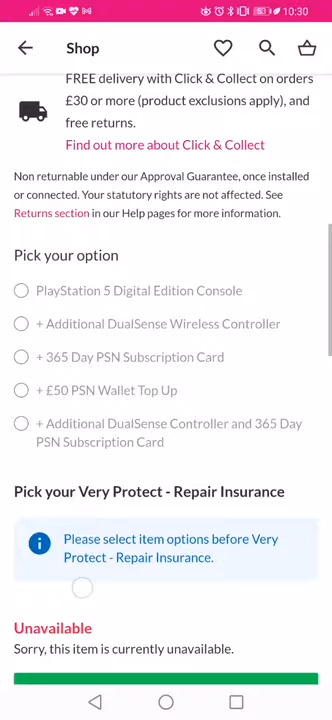 53
10:30
Shop
FREE delivery with Click & Collect on orders
£30 or more (product exclusions apply), and
free returns.
Find out more about Click & Collect
Non returnable under our Approval Guarantee, once installed
or connected. Your statutory rights are not affected. See
Returns section in our Help pages for more information.
Pick your option
PlayStation 5 Digital Edition Console
+ Additional DualSense Wireless Controller
+ 365 Day PSN Subscription Card
+ £50 PSN Wallet Top Up
+ Additional DualSense Controller and 365 Day
PSN Subscription Card
Pick your Very Protect - Repair Insurance
Please select item options before Very
Protect - Repair Insurance.
Unavailable
Sorry, this item is currently unavailable.